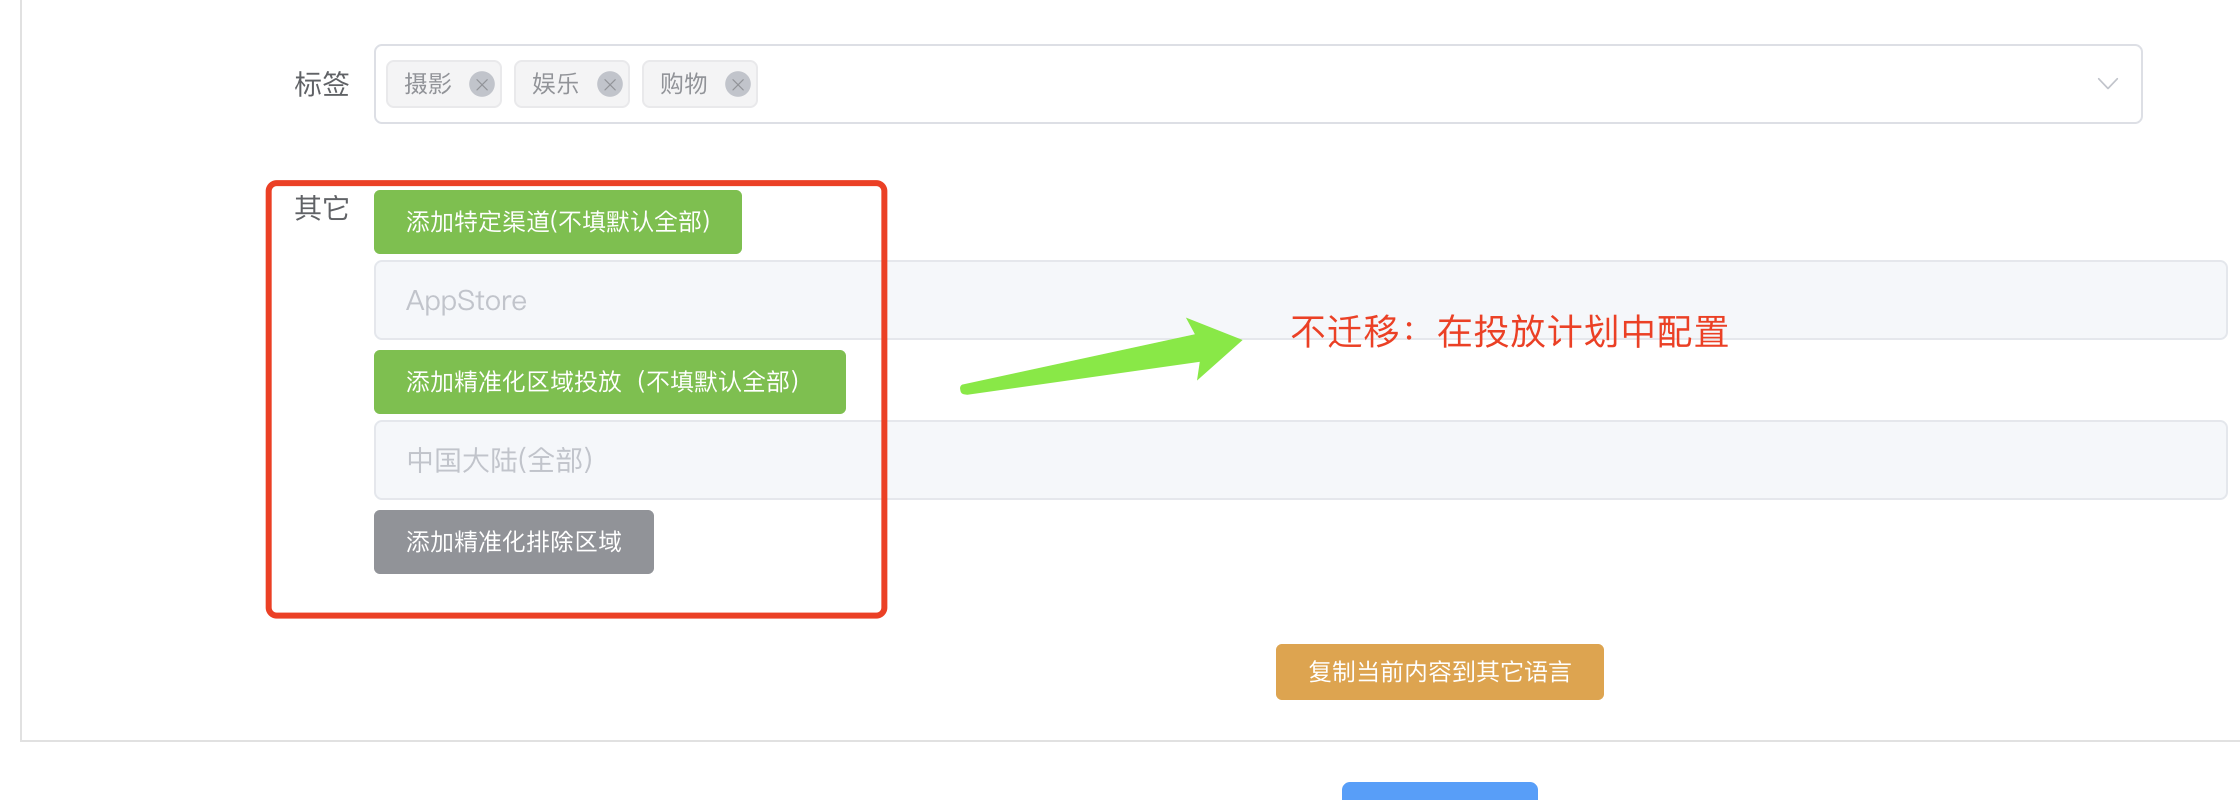 标签 摄影 娱乐 购物
其它 添加特定渠道(不填默认全部)
AppStore
不迁移：在投放计划中配置
添加精准化区域投放（不填默认全部）
中国大陆(全部)
添加精准化排除区域
复制当前内容到其它语言